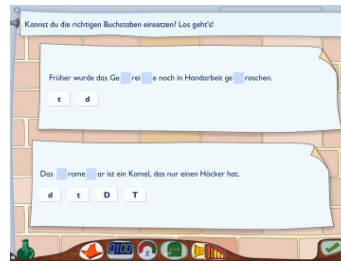 Kannst du die richtigen Buchstaben einsetzen? Los geht's!
Früher wurde das Ge rei e noch in Handarbeit ge roschen.
t d
Das rome ar ist ein Kamel, das nur einen Höcker hat.
d t D T
0100